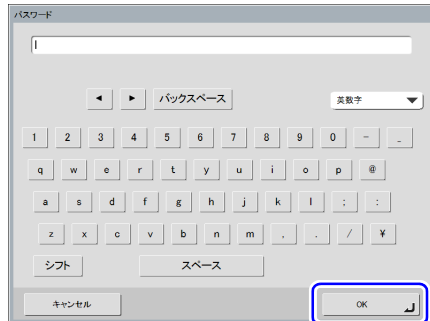 パスワード
◄ ► バックスペース 英数字 ▼
1 2 3 4 5 6 7 8 9 0 - _
q w e r t y u i o p @
a s d f g h j k l ; :
z x c v b n m , . / ¥
シフト スペース
キャンセル OK